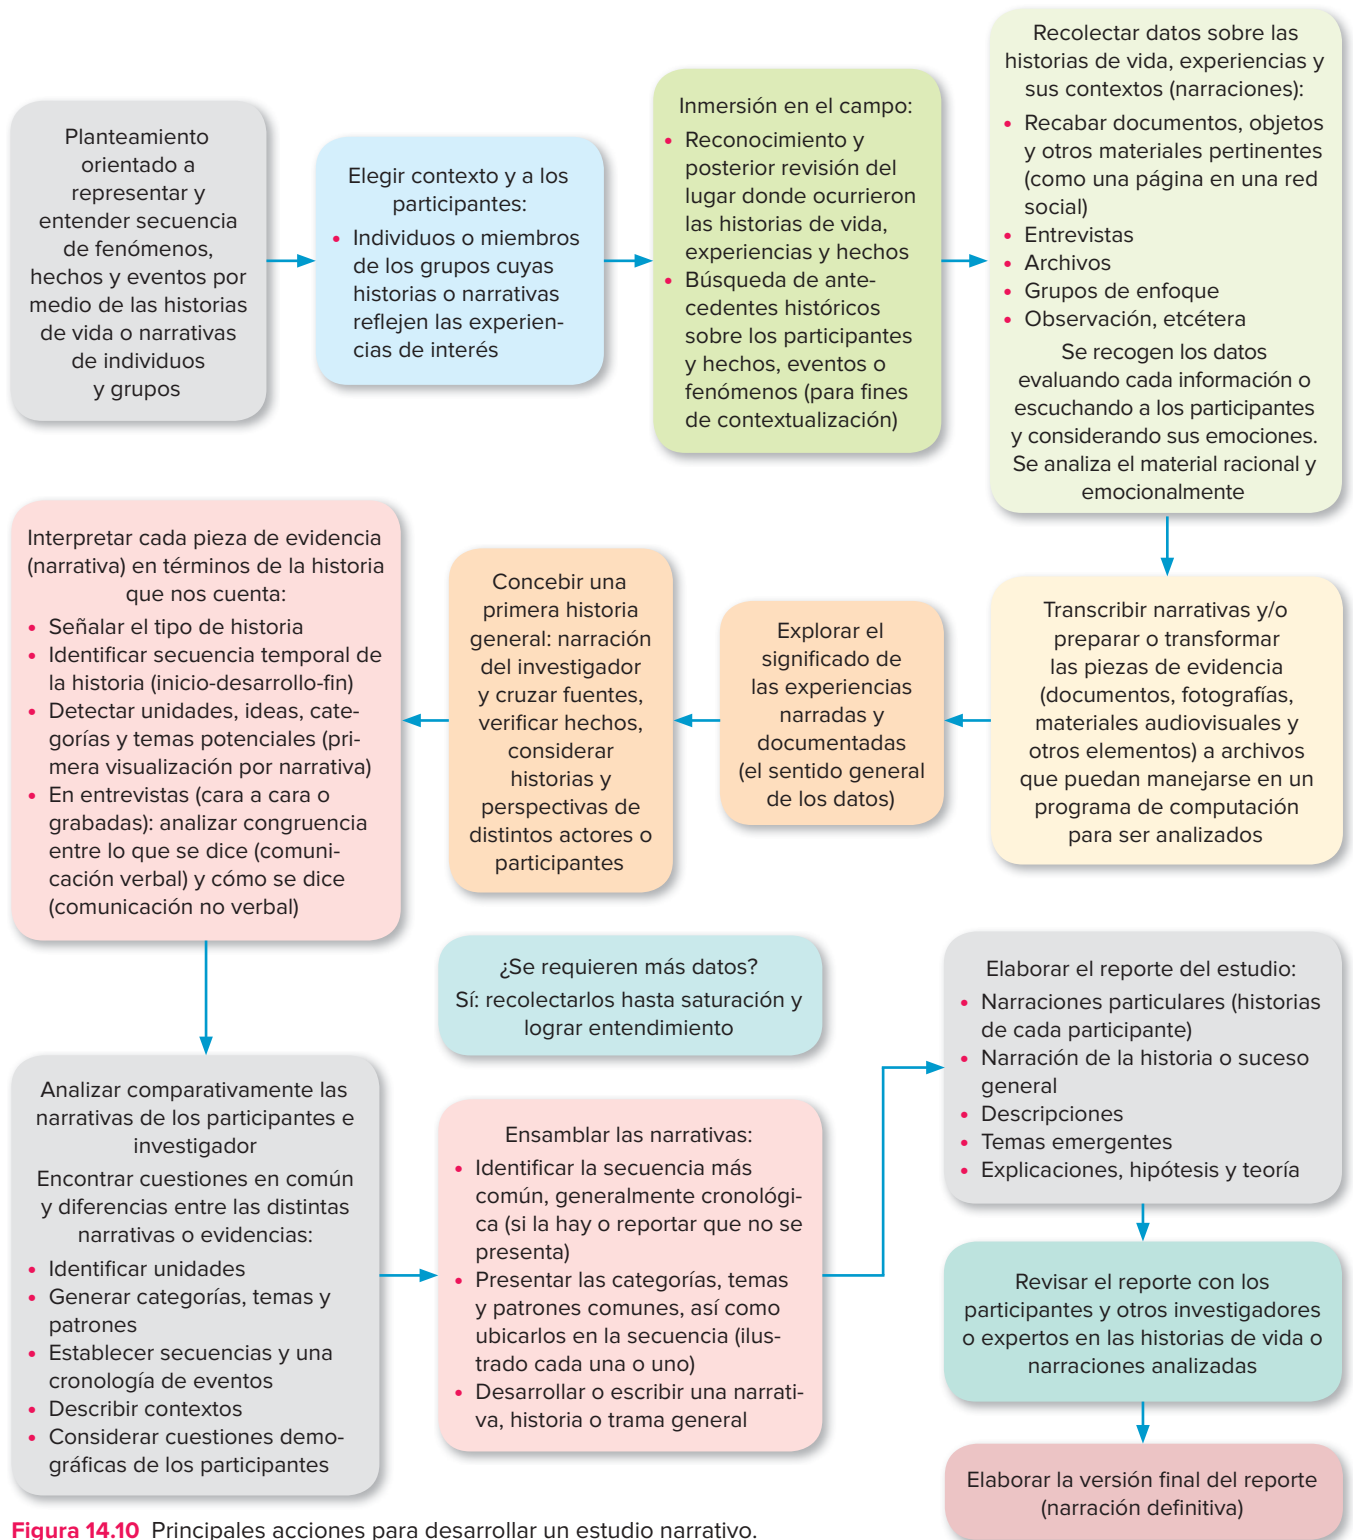 Planteamiento
orientado a
representar y
entender secuencia
de fenómenos,
hechos y eventos por
medio de las historias
de vida o narrativas
de individuos
y grupos
Elegir contexto y a los
participantes:
• Individuos o miembros
de los grupos cuyas
historias o narrativas
reflejen las experien-
cias de interés
Inmersión en el campo:
• Reconocimiento y
posterior revisión del
lugar donde ocurrieron
las historias de vida,
experiencias y hechos
• Búsqueda de ante-
cedentes históricos
sobre los participantes
y hechos, eventos o
fenómenos (para fines
de contextualización)
Recolectar datos sobre las
historias de vida, experiencias y
sus contextos (narraciones):
• Recabar documentos, objetos
y otros materiales pertinentes
(como una página en una red
social)
• Entrevistas
• Archivos
• Grupos de enfoque
• Observación, etcétera
Se recogen los datos
evaluando cada información o
escuchando a los participantes
y considerando sus emociones.
Se analiza el material racional y
emocionalmente
Transcribir narrativas y/o
preparar o transformar
las piezas de evidencia
(documentos, fotografías,
materiales audiovisuales y
otros elementos) a archivos
que puedan manejarse en un
programa de computación
para ser analizados
Explorar el
significado de
las experiencias
narradas y
documentadas
(el sentido general
de los datos)
Concebir una
primera historia
general: narración
del investigador
y cruzar fuentes,
verificar hechos,
considerar
historias y
perspectivas de
distintos actores o
participantes
Interpretar cada pieza de evidencia
(narrativa) en términos de la historia
que nos cuenta:
• Señalar el tipo de historia
• Identificar secuencia temporal de
la historia (inicio-desarrollo-fin)
• Detectar unidades, ideas, cate-
gorías y temas potenciales (pri-
mera visualización por narrativa)
• En entrevistas (cara a cara o
grabadas): analizar congruencia
entre lo que se dice (comuni-
cación verbal) y cómo se dice
(comunicación no verbal)
Analizar comparativamente las
narrativas de los participantes e
investigador
Encontrar cuestiones en común
y diferencias entre las distintas
narrativas o evidencias:
• Identificar unidades
• Generar categorías, temas y
patrones
• Establecer secuencias y una
cronología de eventos
• Describir contextos
• Considerar cuestiones demo-
gráficas de los participantes
¿Se requieren más datos?
Sí: recolectarlos hasta saturación y
lograr entendimiento
Ensamblar las narrativas:
• Identificar la secuencia más
común, generalmente cronológi-
ca (si la hay o reportar que no se
presenta)
• Presentar las categorías, temas
y patrones comunes, así como
ubicarlos en la secuencia (ilus-
trado cada una o uno)
• Desarrollar o escribir una narrati-
va, historia o trama general
Elaborar el reporte del estudio:
• Narraciones particulares (historias
de cada participante)
• Narración de la historia o suceso
general
• Descripciones
• Temas emergentes
• Explicaciones, hipótesis y teoría
Revisar el reporte con los
participantes y otros investigadores
o expertos en las historias de vida o
narraciones analizadas
Elaborar la versión final del reporte
(narración definitiva)
Figura 14.10 Principales acciones para desarrollar un estudio narrativo.